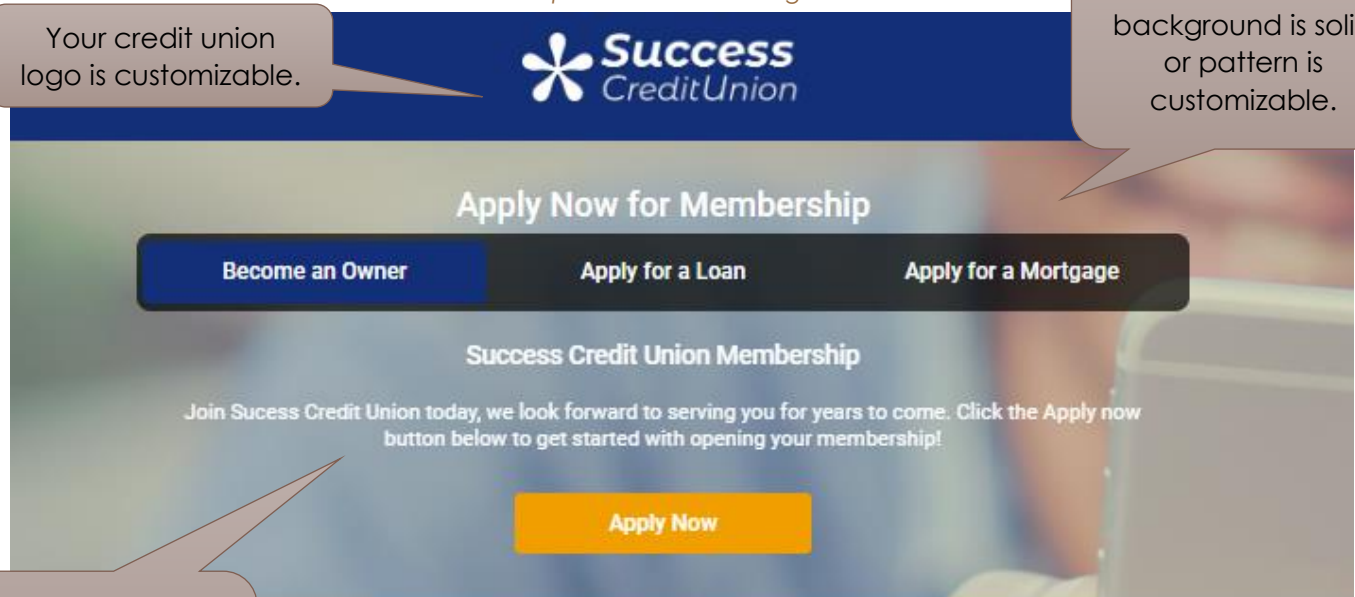 Your credit union
logo is customizable.
background is soli
or pattern is
customizable.
Success
CreditUnion
Apply Now for Membership
Become an Owner
Apply for a Loan
Apply for a Mortgage
Success Credit Union Membership
Join Sucess Credit Union today, we look forward to serving you for years to come. Click the Apply now
button below to get started with opening your membership!
Apply Now